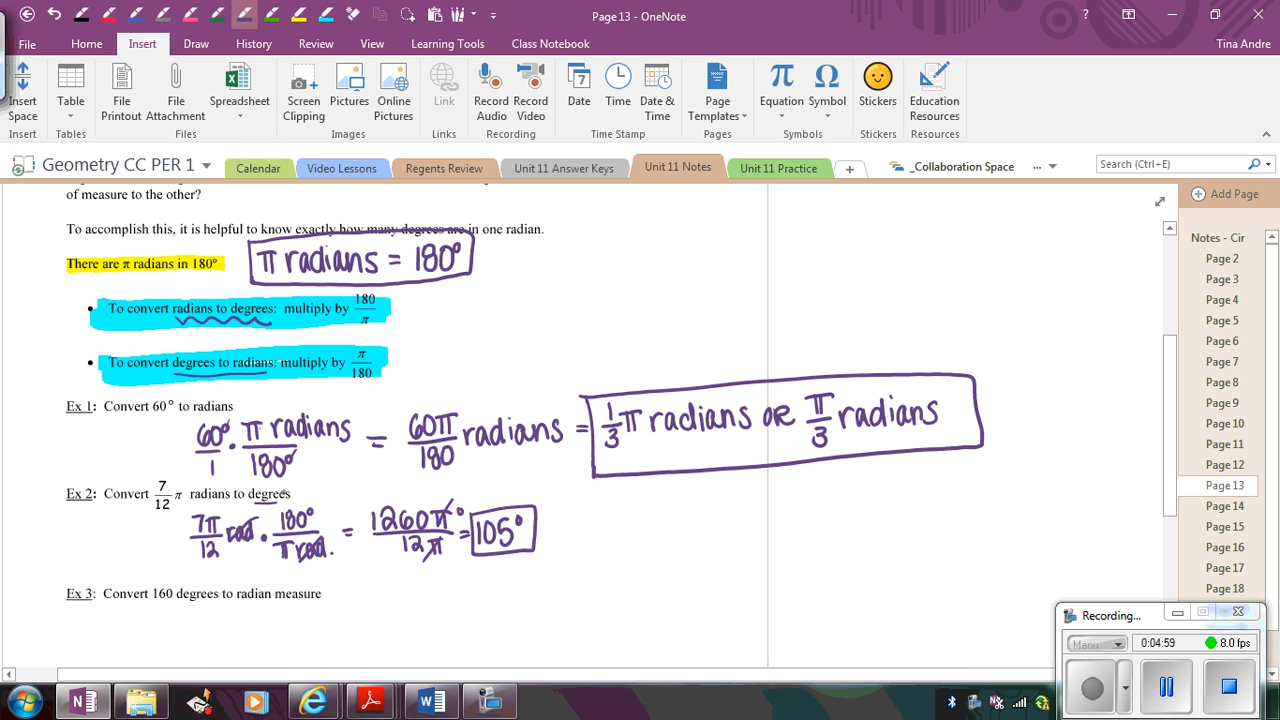 Page 13 - OneNote
?
Tina Andre
File Home Insert Draw History Review View Learning Tools Class Notebook
Insert Space
Table
File Printout
File Attachment
Spreadsheet
Screen Clipping
Pictures
Online Pictures
Link
Record Audio
Record Video
Date
Time
Date & Time
Page Templates
Equation
Symbol
Stickers
Education Resources
Insert Tables Files Images Links Recording Time Stamp Pages Symbols Stickers Resources
Geometry CC PER 1
Calendar Video Lessons Regents Review Unit 11 Answer Keys Unit 11 Notes Unit 11 Practice + _Collaboration Space ...
Search (Ctrl+E)
Add Page
of measure to the other?
To accomplish this, it is helpful to know exactly how many degrees are in one radian.
There are π radians in 180°
π radians = 180°
• To convert radians to degrees: multiply by 180/π
• To convert degrees to radians: multiply by π/180
Ex 1: Convert 60° to radians
60°/1 · π radians/180° = 60π/180 radians = 1/3 π radians OR π/3 radians
Ex 2: Convert 7/12 π radians to degrees
7π/12 rad · 180°/π rad. = 1260π°/12π = 105°
Ex 3: Convert 160 degrees to radian measure
Notes - Cir
Page 2
Page 3
Page 4
Page 5
Page 6
Page 7
Page 8
Page 9
Page 10
Page 11
Page 12
Page 13
Page 14
Page 15
Page 16
Page 17
Page 18
Recording...
Menu
0:04:59
8.0 fps